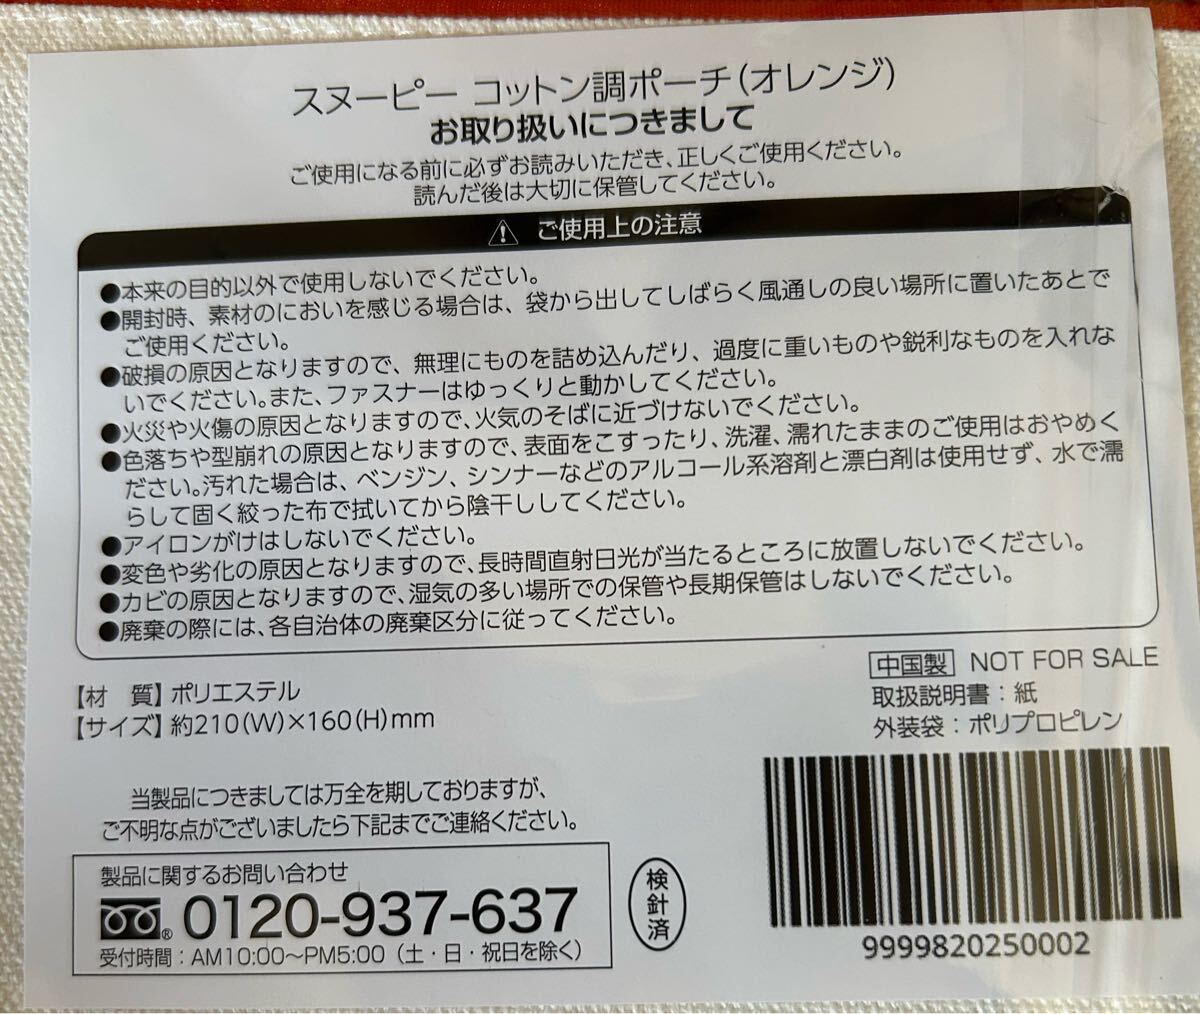 スヌーピー コットン調ポーチ(オレンジ)
お取り扱いにつきまして
ご使用になる前に必ずお読みいただき、正しくご使用ください。
読んだ後は大切に保管してください。
ご使用上の注意
●本来の目的以外で使用しないでください。
●開封時、素材のにおいを感じる場合は、袋から出してしばらく風通しの良い場所に置いたあとで
ご使用ください。
●破損の原因となりますので、無理にものを詰め込んだり、過度に重いものや鋭利なものを入れな
いでください。また、ファスナーはゆっくりと動かしてください。
●火災や火傷の原因となりますので、火気のそばに近づけないでください。
●色落ちや型崩れの原因となりますので、表面をこすったり、洗濯、濡れたままのご使用はおやめく
ださい。汚れた場合は、ベンジン、シンナーなどのアルコール系溶剤と漂白剤は使用せず、水で濡
らして固く絞った布で拭いてから陰干ししてください。
●アイロンがけはしないでください。
●変色や劣化の原因となりますので、長時間直射日光が当たるところに放置しないでください。
●カビの原因となりますので、湿気の多い場所での保管や長期保管はしないでください。
●廃棄の際には、各自治体の廃棄区分に従ってください。
【材　質】ポリエステル
【サイズ】約210(W)×160(H)mm
中国製 NOT FOR SALE
取扱説明書：紙
外装袋：ポリプロピレン
当製品につきましては万全を期しておりますが、
ご不明な点がございましたら下記までご連絡ください。
製品に関するお問い合わせ
® 0120-937-637
受付時間：AM10:00〜PM5:00（土・日・祝日を除く）
検針済
9999820250002